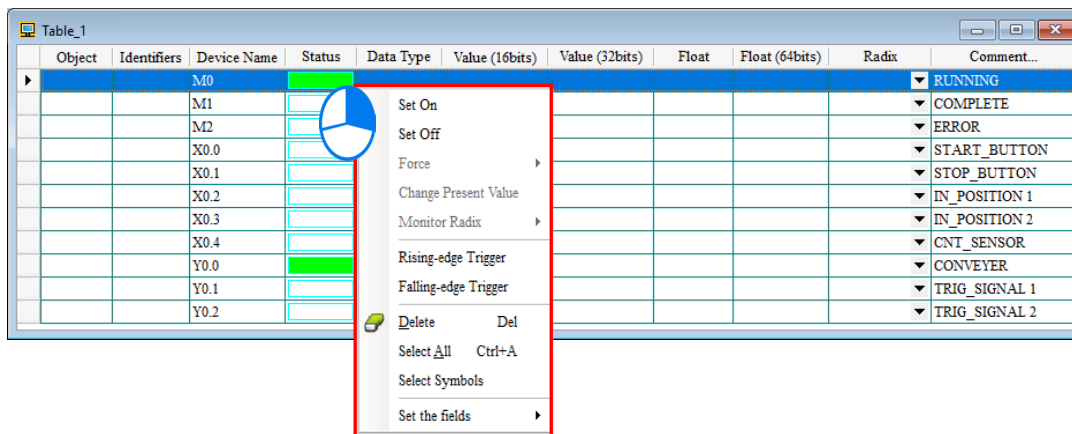 Table_1
Object Identifiers Device Name Status Data Type Value (16bits) Value (32bits) Float Float (64bits) Radix Comment...
M0 RUNNING
M1 COMPLETE
M2 ERROR
X0.0 START_BUTTON
X0.1 STOP_BUTTON
X0.2 IN_POSITION 1
X0.3 IN_POSITION 2
X0.4 CNT_SENSOR
Y0.0 CONVEYER
Y0.1 TRIG_SIGNAL 1
Y0.2 TRIG_SIGNAL 2
Set On
Set Off
Force
Change Present Value
Monitor Radix
Rising-edge Trigger
Falling-edge Trigger
Delete Del
Select All Ctrl+A
Select Symbols
Set the fields